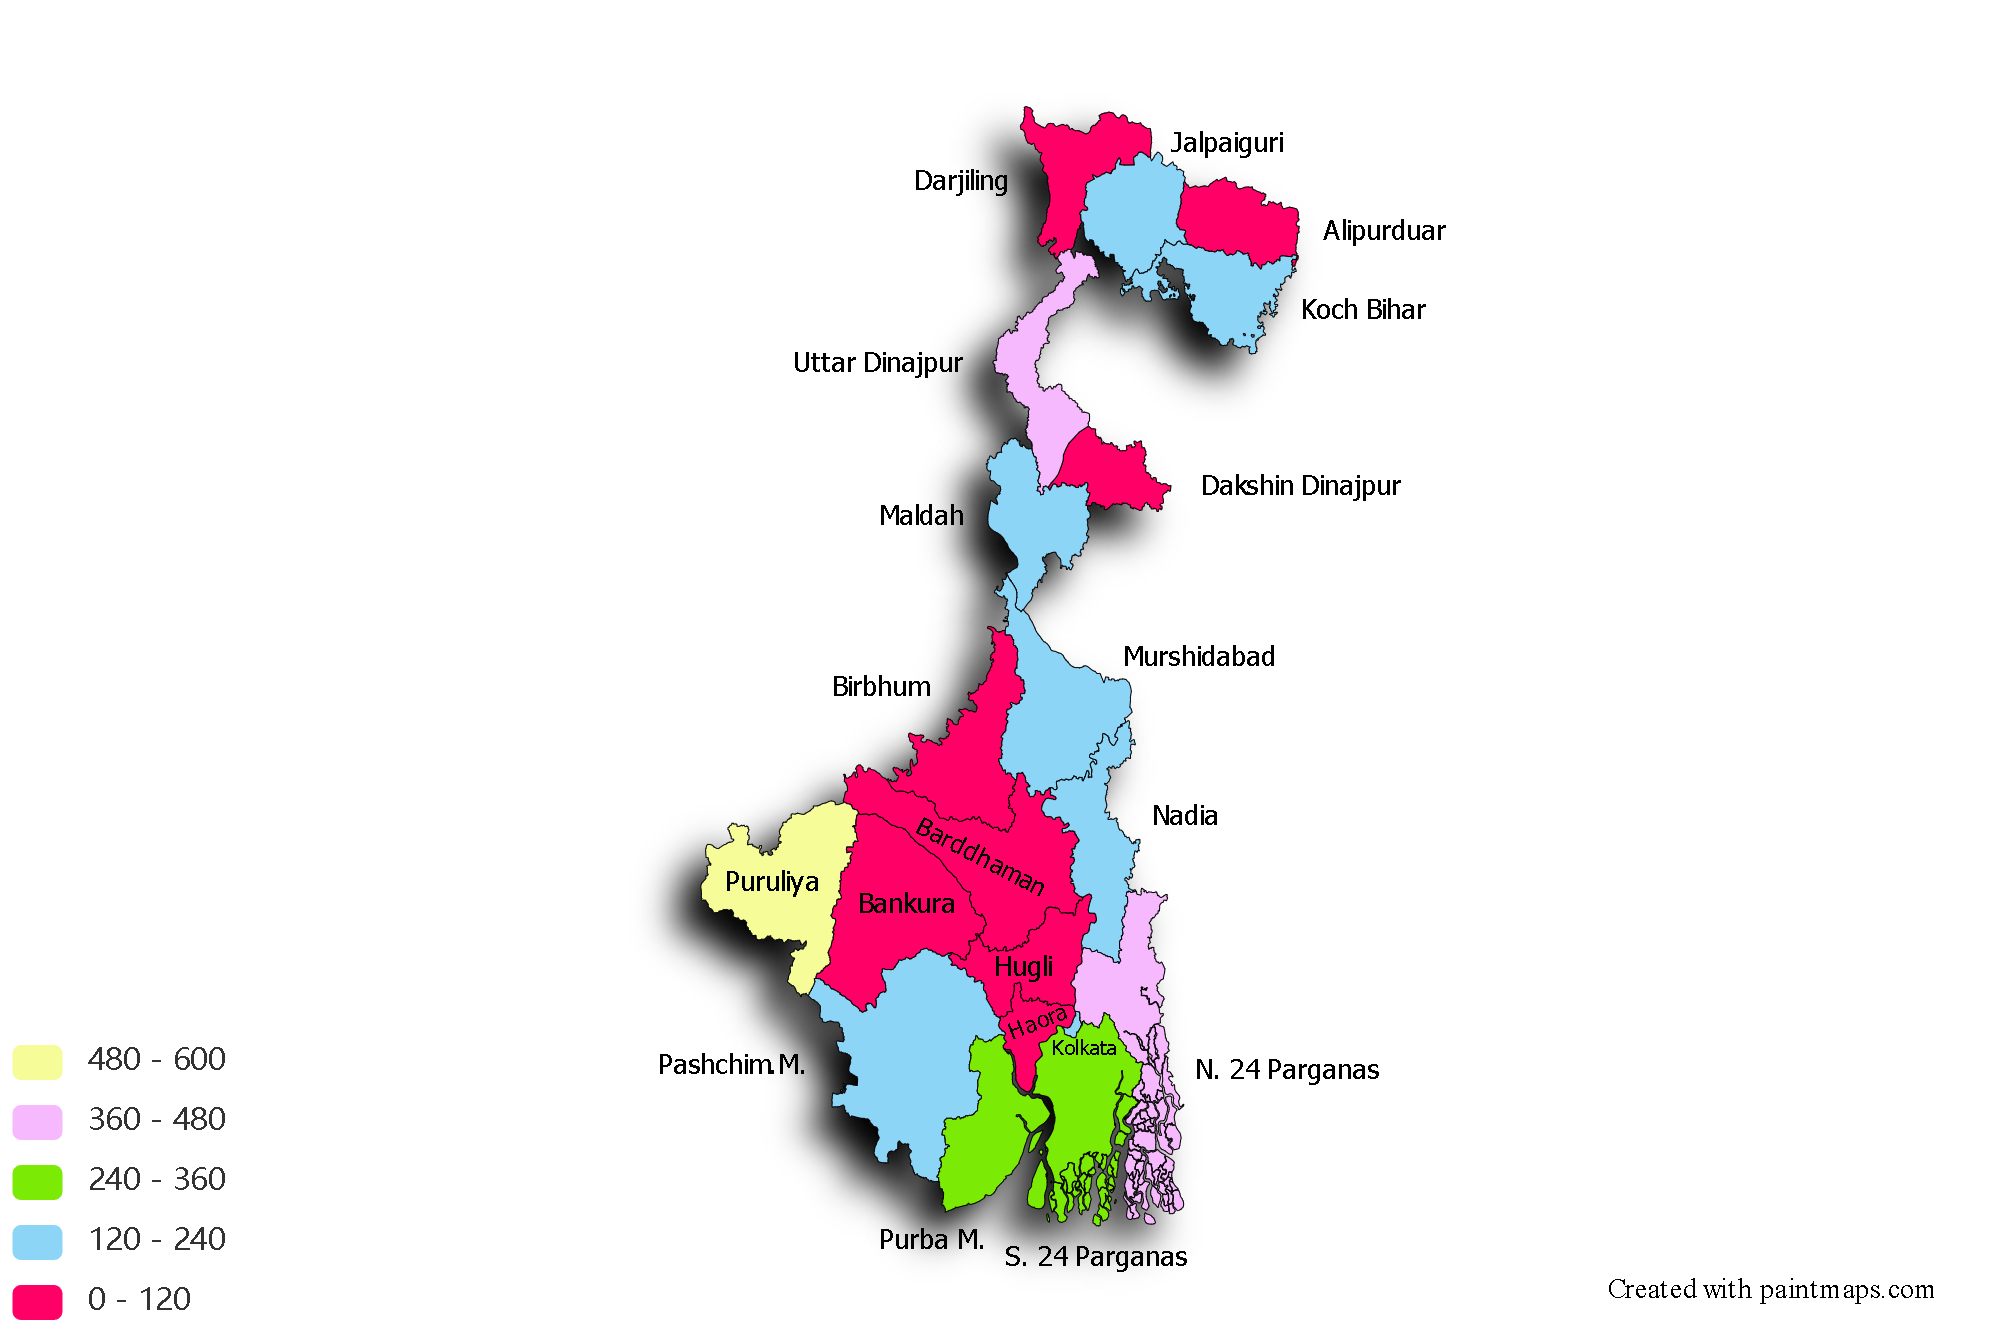 Jalpaiguri
Darjiling
Alipurduar
Koch Bihar
Uttar Dinajpur
Dakshin Dinajpur
Maldah
Murshidabad
Birbhum
Nadia
Barddhaman
Puruliya
Bankura
Hugli
Haora
Kolkata
Pashchim.M.
N. 24 Parganas
Purba M.
S. 24 Parganas
480 - 600
360 - 480
240 - 360
120 - 240
0 - 120
Created with paintmaps.com